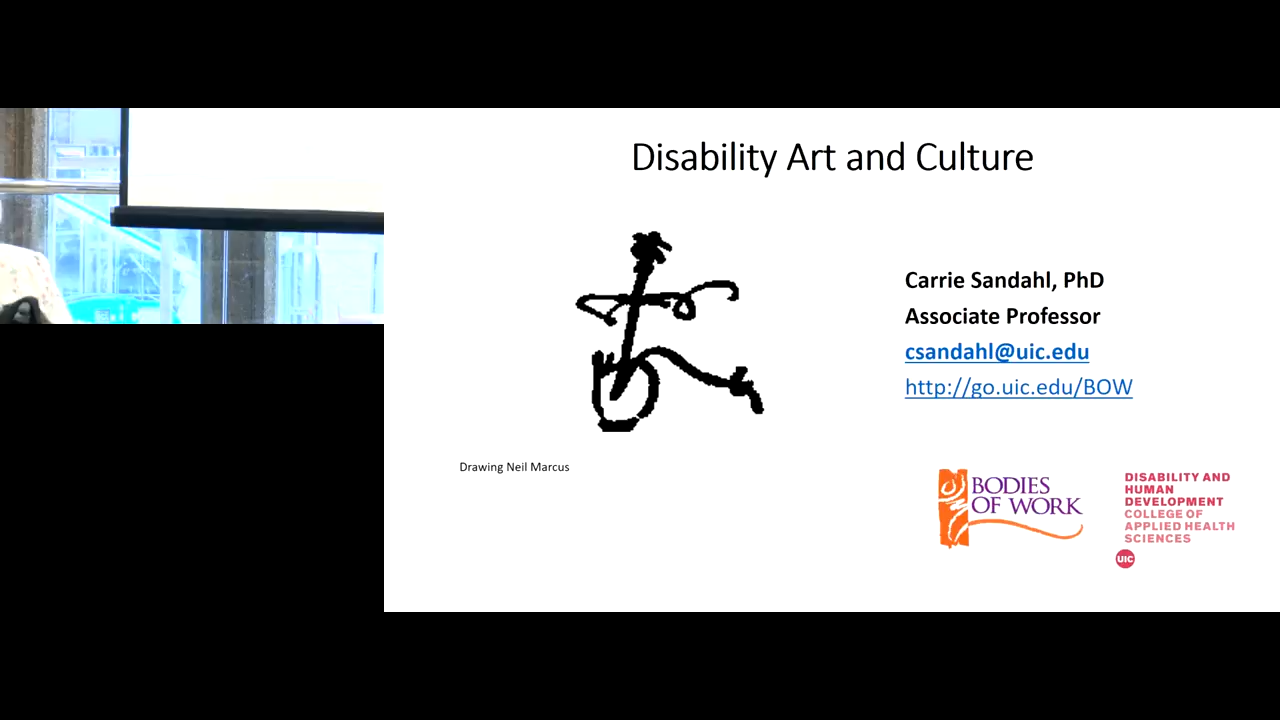 Disability Art and Culture
Carrie Sandahl, PhD
Associate Professor
csandahl@uic.edu
http://go.uic.edu/BOW
Drawing Neil Marcus
BODIES
OF WORK
DISABILITY AND
HUMAN
DEVELOPMENT
COLLEGE OF
APPLIED HEALTH
SCIENCES
UIC